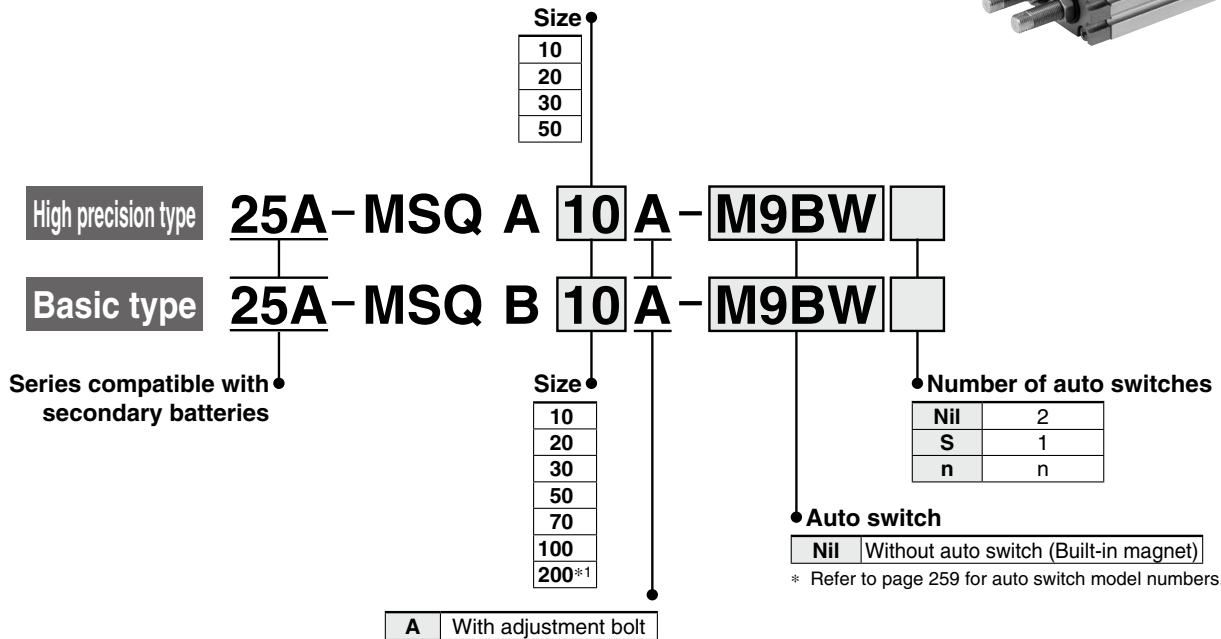 Size
10
20
30
50
High precision type 25A-MSQ A 10 A-M9BW
Basic type 25A-MSQ B 10 A-M9BW
Series compatible with
secondary batteries
Size
10
20
30
50
70
100
200*1
A With adjustment bolt
Auto switch
Nil Without auto switch (Built-in magnet)
* Refer to page 259 for auto switch model numbers.
Number of auto switches
Nil 2
S 1
n n